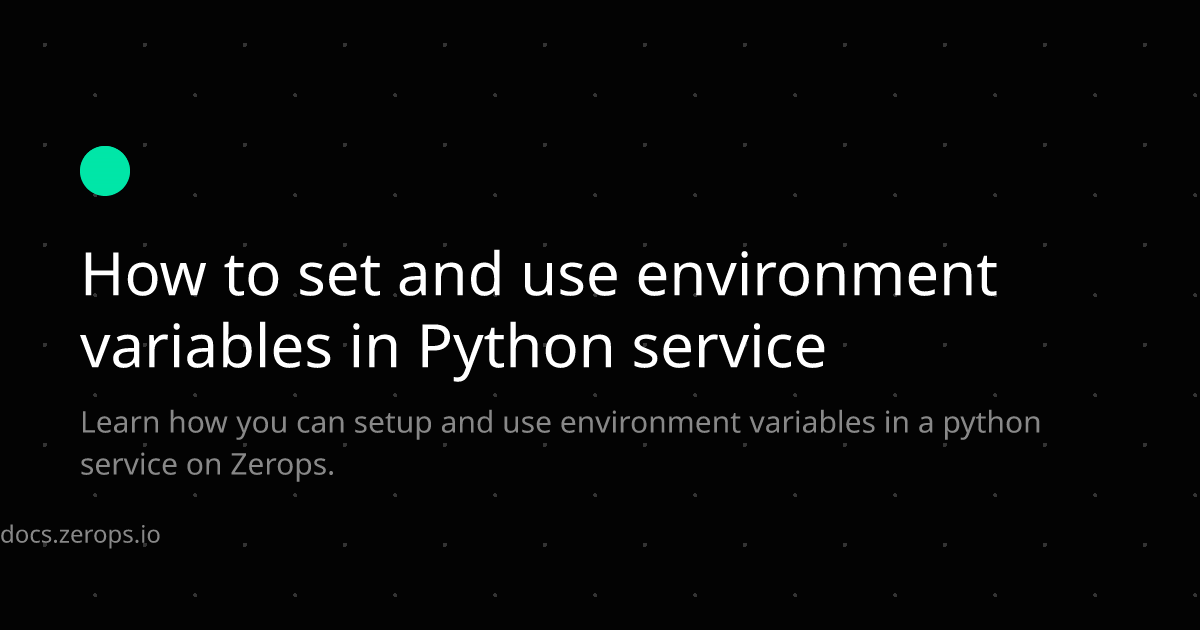 How to set and use environment
variables in Python service
Learn how you can setup and use environment variables in a python
service on Zerops.
docs.zerops.io